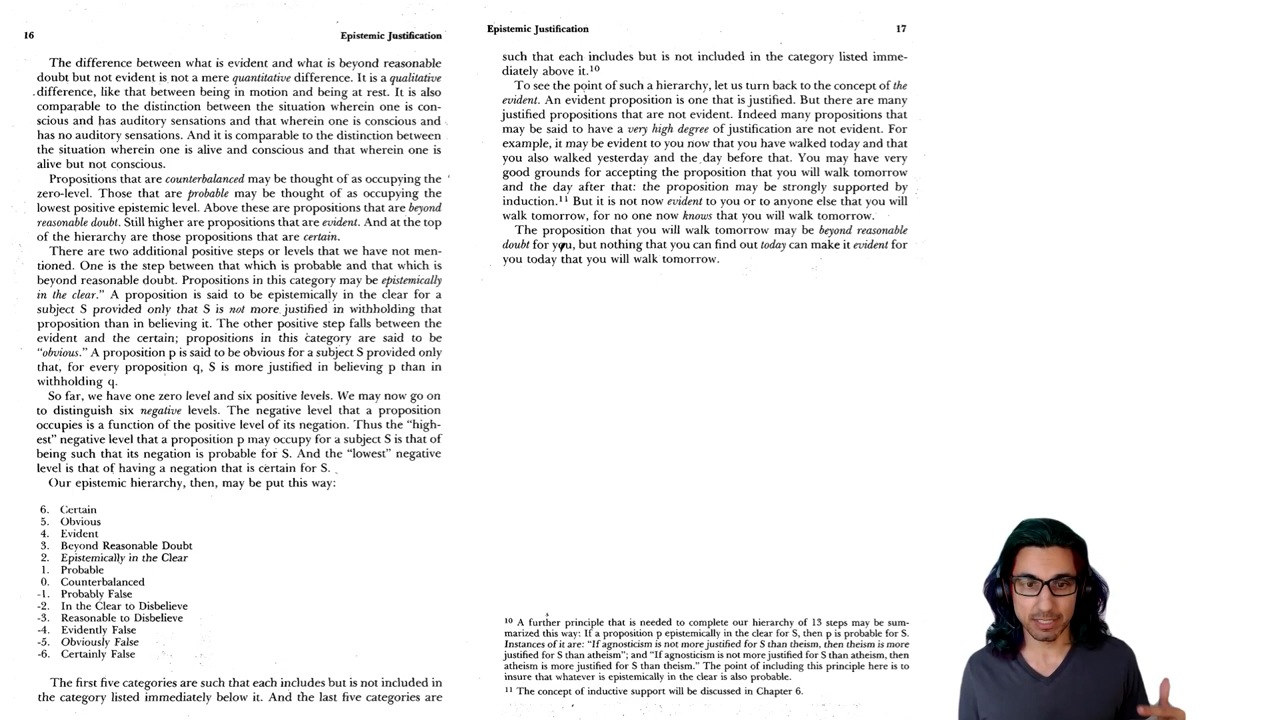 16
Epistemic Justification
The difference between what is evident and what is beyond reasonable
doubt but not evident is not a mere quantitative difference. It is a qualitative
difference, like that between being in motion and being at rest. It is also
comparable to the distinction between the situation wherein one is con-
scious and has auditory sensations and that wherein one is conscious and
has no auditory sensations. And it is comparable to the distinction between
the situation wherein one is alive and conscious and that wherein one is
alive but not conscious.
Propositions that are counterbalanced may be thought of as occupying the
zero-level. Those that are probable may be thought of as occupying the
lowest positive epistemic level. Above these are propositions that are beyond
reasonable doubt. Still higher are propositions that are evident. And at the top
of the hierarchy are those propositions that are certain.
There are two additional positive steps or levels that we have not men-
tioned. One is the step between that which is probable and that which is
beyond reasonable doubt. Propositions in this category may be epistemically
in the clear." A proposition is said to be epistemically in the clear for a
subject S provided only that S is not more justified in withholding that
proposition than in believing it. The other positive step falls between the
evident and the certain; propositions in this category are said to be
"obvious." A proposition p is said to be obvious for a subject S provided only
that, for every proposition q, S is more justified in believing p than in
withholding q.
So far, we have one zero level and six positive levels. We may now go on
to distinguish six negative levels. The negative level that a proposition
occupies is a function of the positive level of its negation. Thus the "high-
est" negative level that a proposition p may occupy for a subject S is that of
being such that its negation is probable for S. And the "lowest" negative
level is that of having a negation that is certain for S.
Our epistemic hierarchy, then, may be put this way:
6. Certain
5. Obvious
4. Evident
3. Beyond Reasonable Doubt
2. Epistemically in the Clear
1. Probable
0. Counterbalanced
-1. Probably False
-2. In the Clear to Disbelieve
-3. Reasonable to Disbelieve
-4. Evidently False
-5. Obviously False
-6. Certainly False
The first five categories are such that each includes but is not included in
the category listed immediately below it. And the last five categories are
Epistemic Justification
17
such that each includes but is not included in the category listed imme-
diately above it.10
To see the point of such a hierarchy, let us turn back to the concept of the
evident. An evident proposition is one that is justified. But there are many
justified propositions that are not evident. Indeed many propositions that
may be said to have a very high degree of justification are not evident. For
example, it may be evident to you now that you have walked today and that
you also walked yesterday and the day before that. You may have very
good grounds for accepting the proposition that you will walk tomorrow
and the day after that: the proposition may be strongly supported by
induction.11 But it is not now evident to you or to anyone else that you will
walk tomorrow, for no one now knows that you will walk tomorrow.
The proposition that you will walk tomorrow may be beyond reasonable
doubt for you, but nothing that you can find out today can make it evident for
you today that you will walk tomorrow.
10 A further principle that is needed to complete our hierarchy of 13 steps may be sum-
marized this way: If a proposition p epistemically in the clear for S, then p is probable for S.
Instances of it are: "If agnosticism is not more justified for S than theism, then theism is more
justified for S than atheism"; and "If agnosticism is not more justified for S than atheism, then
atheism is more justified for S than theism." The point of including this principle here is to
insure that whatever is epistemically in the clear is also probable.
11 The concept of inductive support will be discussed in Chapter 6.